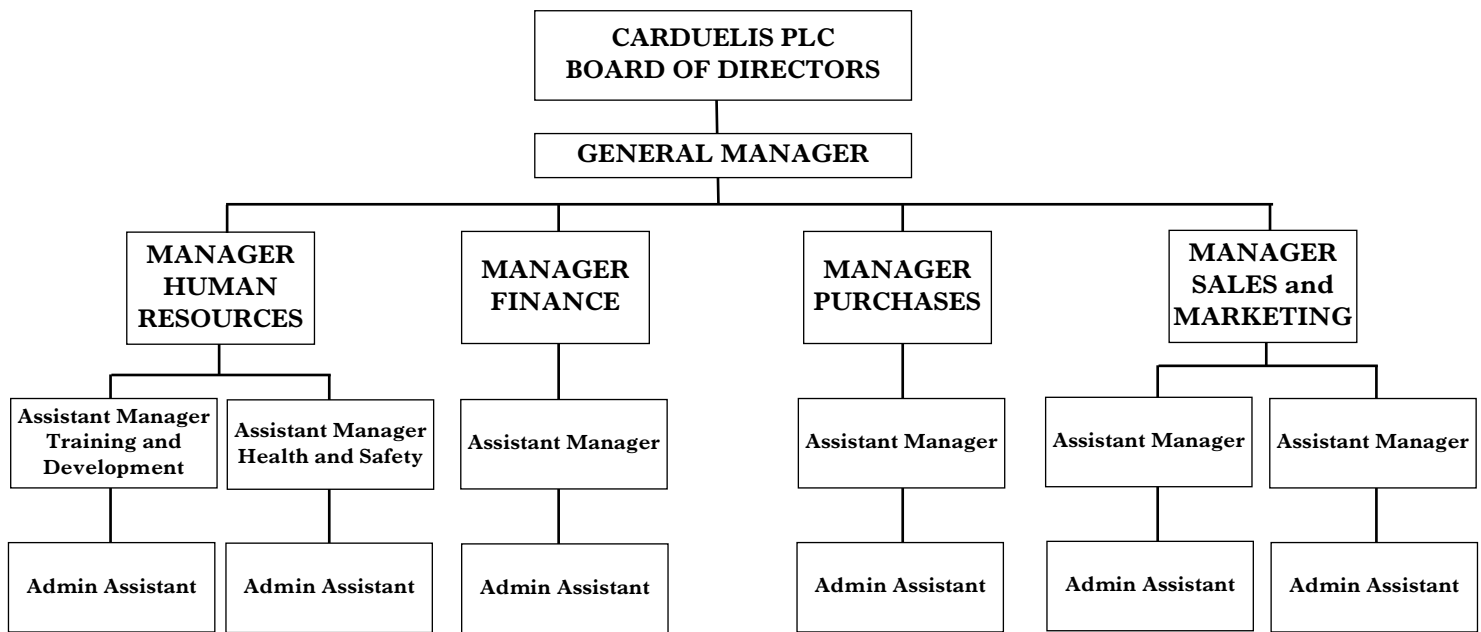 CARDUELIS PLC
BOARD OF DIRECTORS
GENERAL MANAGER
MANAGER
HUMAN
RESOURCES
MANAGER
FINANCE
MANAGER
PURCHASES
MANAGER
SALES and
MARKETING
Assistant Manager
Training and
Development
Assistant Manager
Health and Safety
Assistant Manager
Assistant Manager
Assistant Manager
Assistant Manager
Admin Assistant
Admin Assistant
Admin Assistant
Admin Assistant
Admin Assistant
Admin Assistant